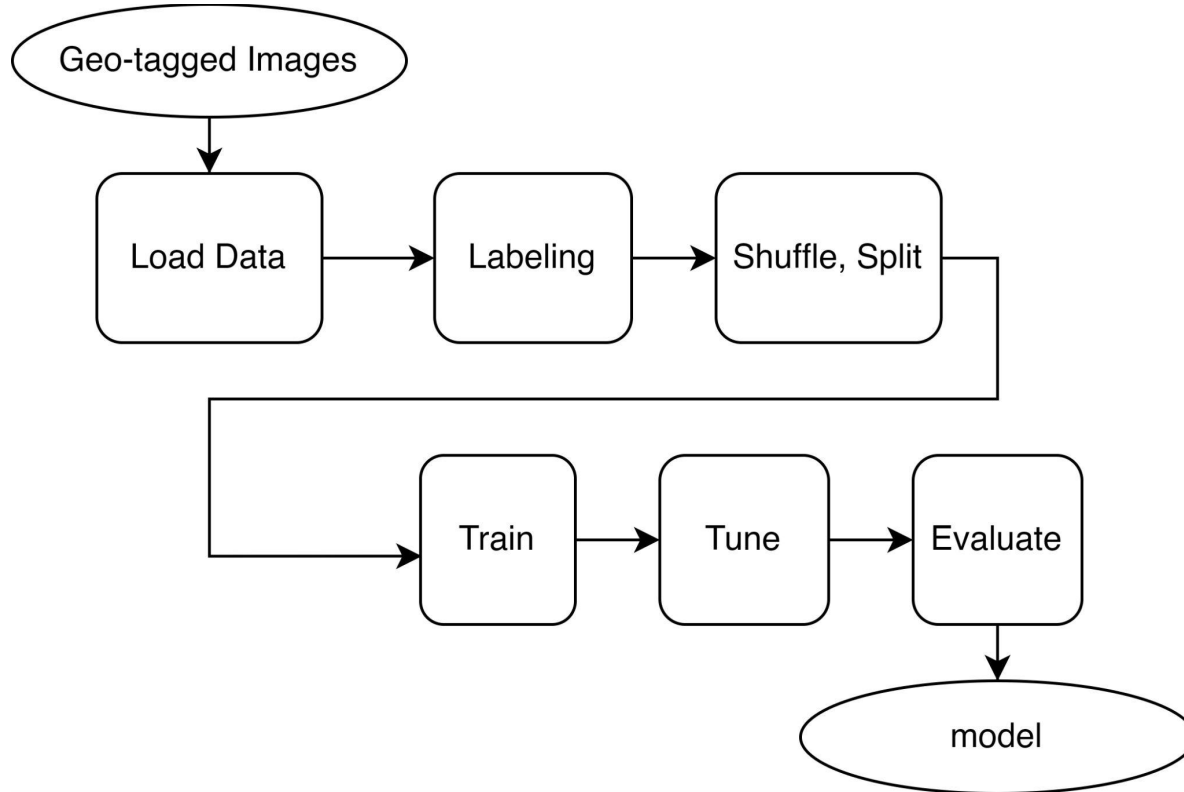 Geo-tagged Images
Load Data
Labeling
Shuffle, Split
Train
Tune
Evaluate
model